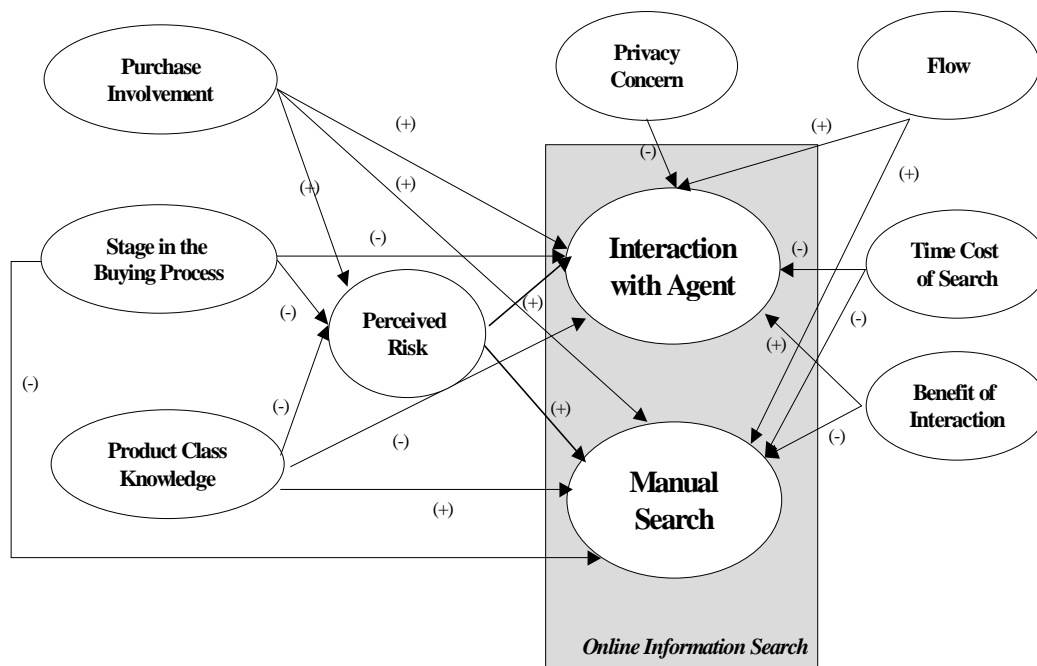 Purchase
Involvement
Privacy
Concern
Flow
(+)
(+)
(-)
(+)
(+)
(+)
Stage in the
Buying Process
(-)
Interaction
with Agent
(-)
Time Cost
of Search
(-)
Perceived
Risk
(+)
(-)
(+)
(-)
(-)
Benefit of
Interaction
(+)
(-)
(-)
Product Class
Knowledge
(+)
Manual
Search
Online Information Search